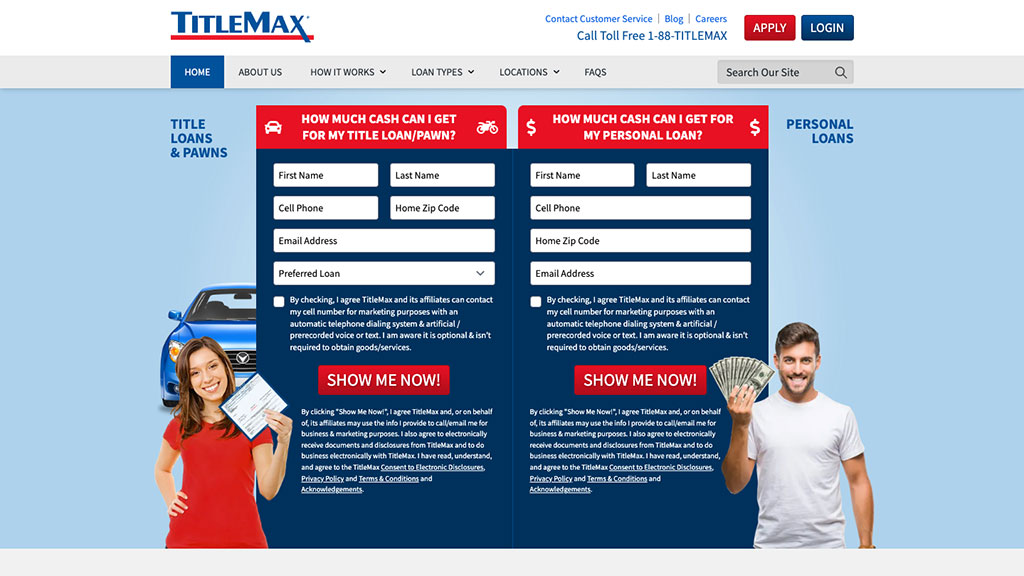 TITLEMAX
Contact Customer Service | Blog | Careers
Call Toll Free 1-88-TITLEMAX
APPLY
LOGIN
HOME
ABOUT US
HOW IT WORKS
LOAN TYPES
LOCATIONS
FAQS
Search Our Site
TITLE
LOANS
& PAWNS
HOW MUCH CASH CAN I GET
FOR MY TITLE LOAN/PAWN?
First Name
Last Name
Cell Phone
Home Zip Code
Email Address
Preferred Loan
By checking, I agree TitleMax and its affiliates can contact
my cell number for marketing purposes with an
automatic telephone dialing system & artificial /
prerecorded voice or text. I am aware it is optional & isn't
required to obtain goods/services.
SHOW ME NOW!
By clicking "Show Me Now!", I agree TitleMax and, or on behalf
of, its affiliates may use the info I provide to call/email me for
business & marketing purposes. I also agree to electronically
receive documents and disclosures from TitleMax and to do
business electronically with TitleMax. I have read, understand,
and agree to the TitleMax Consent to Electronic Disclosures,
Privacy Policy and Terms & Conditions and
Acknowledgements.
$
HOW MUCH CASH CAN I GET FOR
MY PERSONAL LOAN?
$
First Name
Last Name
Cell Phone
Home Zip Code
Email Address
By checking, I agree TitleMax and its affiliates can contact
my cell number for marketing purposes with an
automatic telephone dialing system & artificial /
prerecorded voice or text. I am aware it is optional & isn't
required to obtain goods/services.
SHOW ME NOW!
By clicking "Show Me Now!", I agree TitleMax and, or on behalf
of, its affiliates may use the info I provide to call/email me for
business & marketing purposes. I also agree to electronically
receive documents and disclosures from TitleMax and to do
business electronically with TitleMax. I have read, understand,
and agree to the TitleMax Consent to Electronic Disclosures,
Privacy Policy and Terms & Conditions and
Acknowledgements.
PERSONAL
LOANS